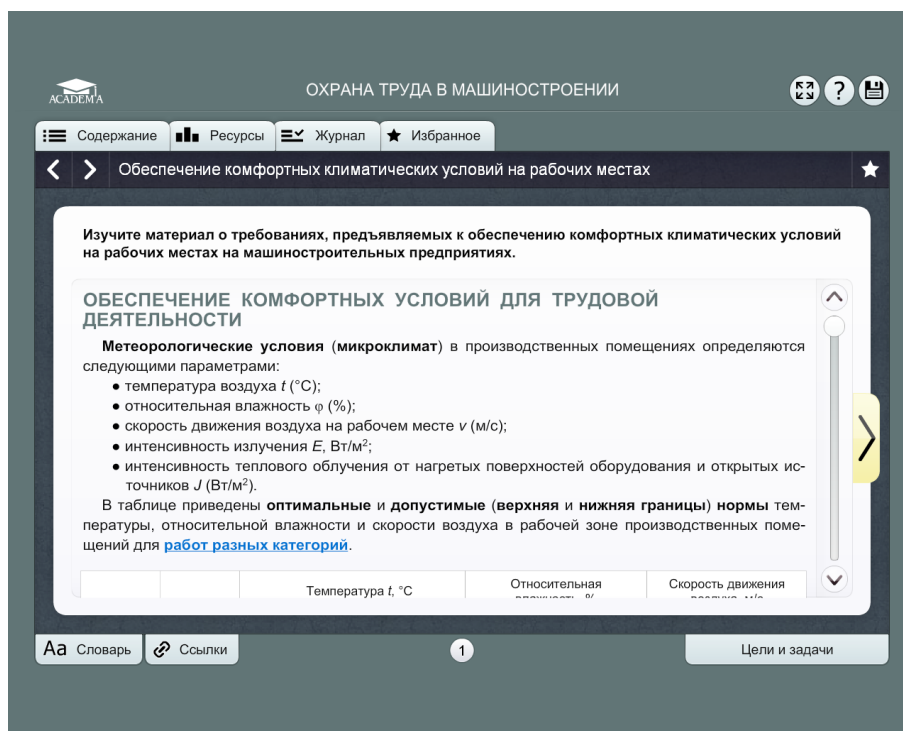 ACADEM'A
ОХРАНА ТРУДА В МАШИНОСТРОЕНИИ
?
Содержание
Ресурсы
Журнал
Избранное
Обеспечение комфортных климатических условий на рабочих местах
Изучите материал о требованиях, предъявляемых к обеспечению комфортных климатических условий
на рабочих местах на машиностроительных предприятиях.
ОБЕСПЕЧЕНИЕ КОМФОРТНЫХ УСЛОВИЙ ДЛЯ ТРУДОВОЙ
ДЕЯТЕЛЬНОСТИ
Метеорологические условия (микроклимат) в производственных помещениях определяются
следующими параметрами:
● температура воздуха t (°С);
● относительная влажность φ (%);
● скорость движения воздуха на рабочем месте v (м/с);
● интенсивность излучения E, Вт/м²;
● интенсивность теплового облучения от нагретых поверхностей оборудования и открытых ис-
точников J (Вт/м²).
В таблице приведены оптимальные и допустимые (верхняя и нижняя границы) нормы тем-
пературы, относительной влажности и скорости воздуха в рабочей зоне производственных поме-
щений для работ разных категорий.
Температура t, °С
Относительная
влажность, %
Скорость движения
воздуха, м/с
Aa Словарь
Ссылки
1
Цели и задачи